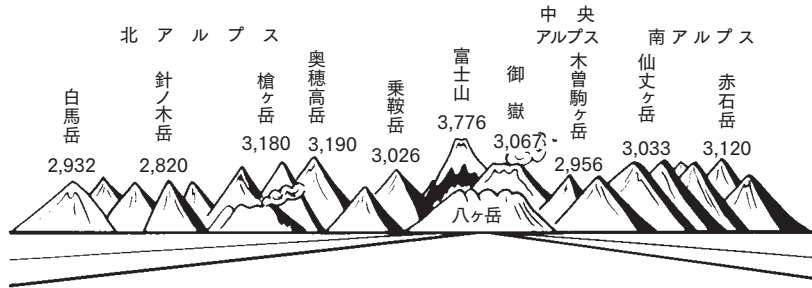 北アルプス
中央
アルプス
南アルプス
白馬岳
2,932
針ノ木岳
2,820
槍ヶ岳
3,180
奥穂高岳
3,190
乗鞍岳
3,026
富士山
3,776
御嶽
3,067
木曽駒ヶ岳
2,956
仙丈ヶ岳
3,033
赤石岳
3,120
八ヶ岳